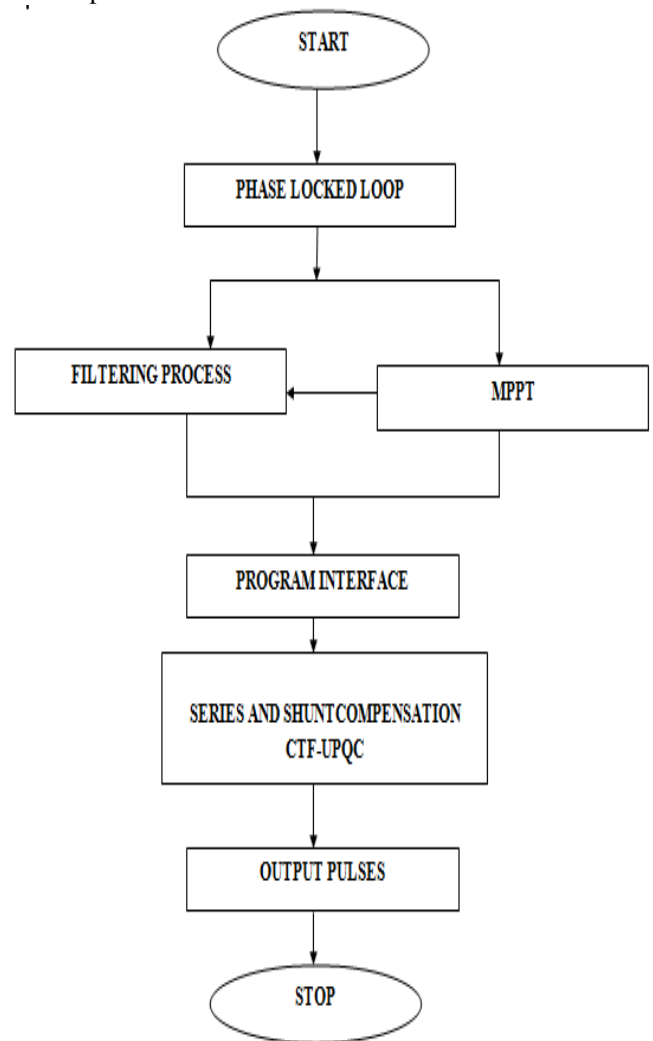 START
PHASE LOCKED LOOP
FILTERING PROCESS
MPPT
PROGRAM INTERFACE
SERIES AND SHUNTCOMPENSATION
CTF-UPQC
OUTPUT PULSES
STOP